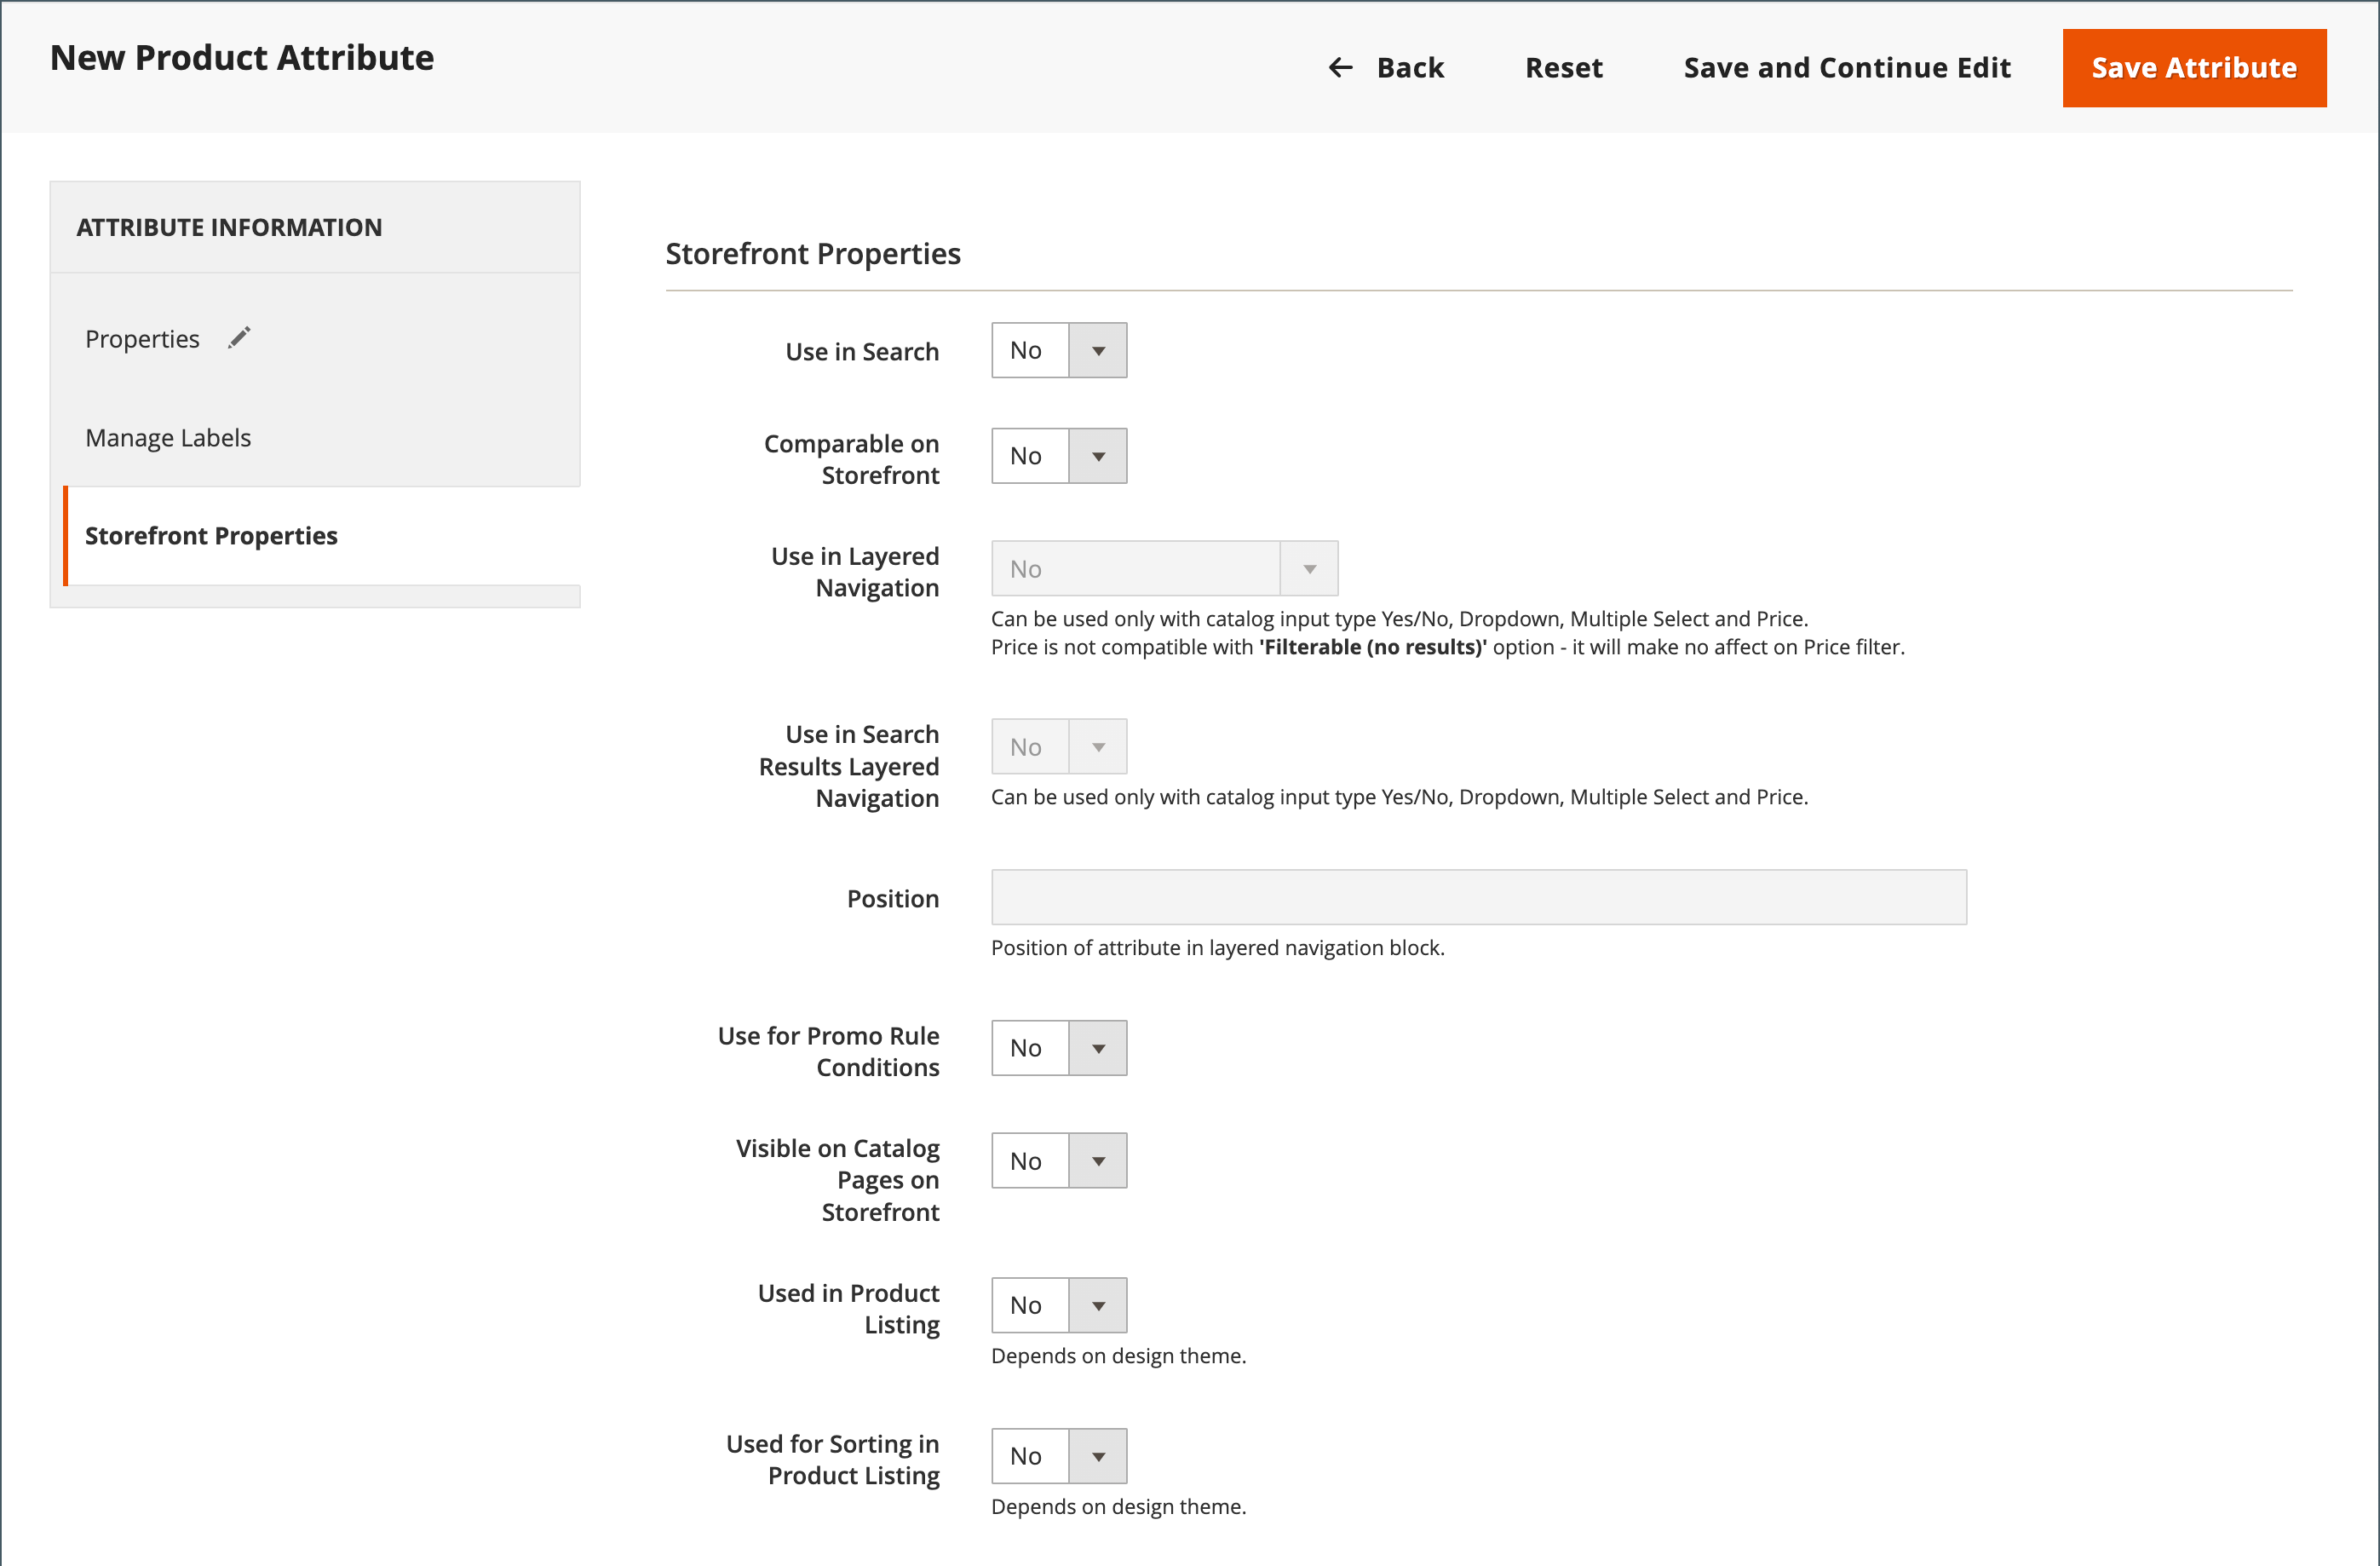 New Product Attribute
Back
Reset
Save and Continue Edit
Save Attribute
ATTRIBUTE INFORMATION
Properties
Manage Labels
Storefront Properties
Storefront Properties
Use in Search
No
Comparable on
Storefront
No
Use in Layered
Navigation
No
Can be used only with catalog input type Yes/No, Dropdown, Multiple Select and Price.
Price is not compatible with 'Filterable (no results)' option - it will make no affect on Price filter.
Use in Search
Results Layered
Navigation
No
Can be used only with catalog input type Yes/No, Dropdown, Multiple Select and Price.
Position
Position of attribute in layered navigation block.
Use for Promo Rule
Conditions
No
Visible on Catalog
Pages on
Storefront
No
Used in Product
Listing
No
Depends on design theme.
Used for Sorting in
Product Listing
No
Depends on design theme.